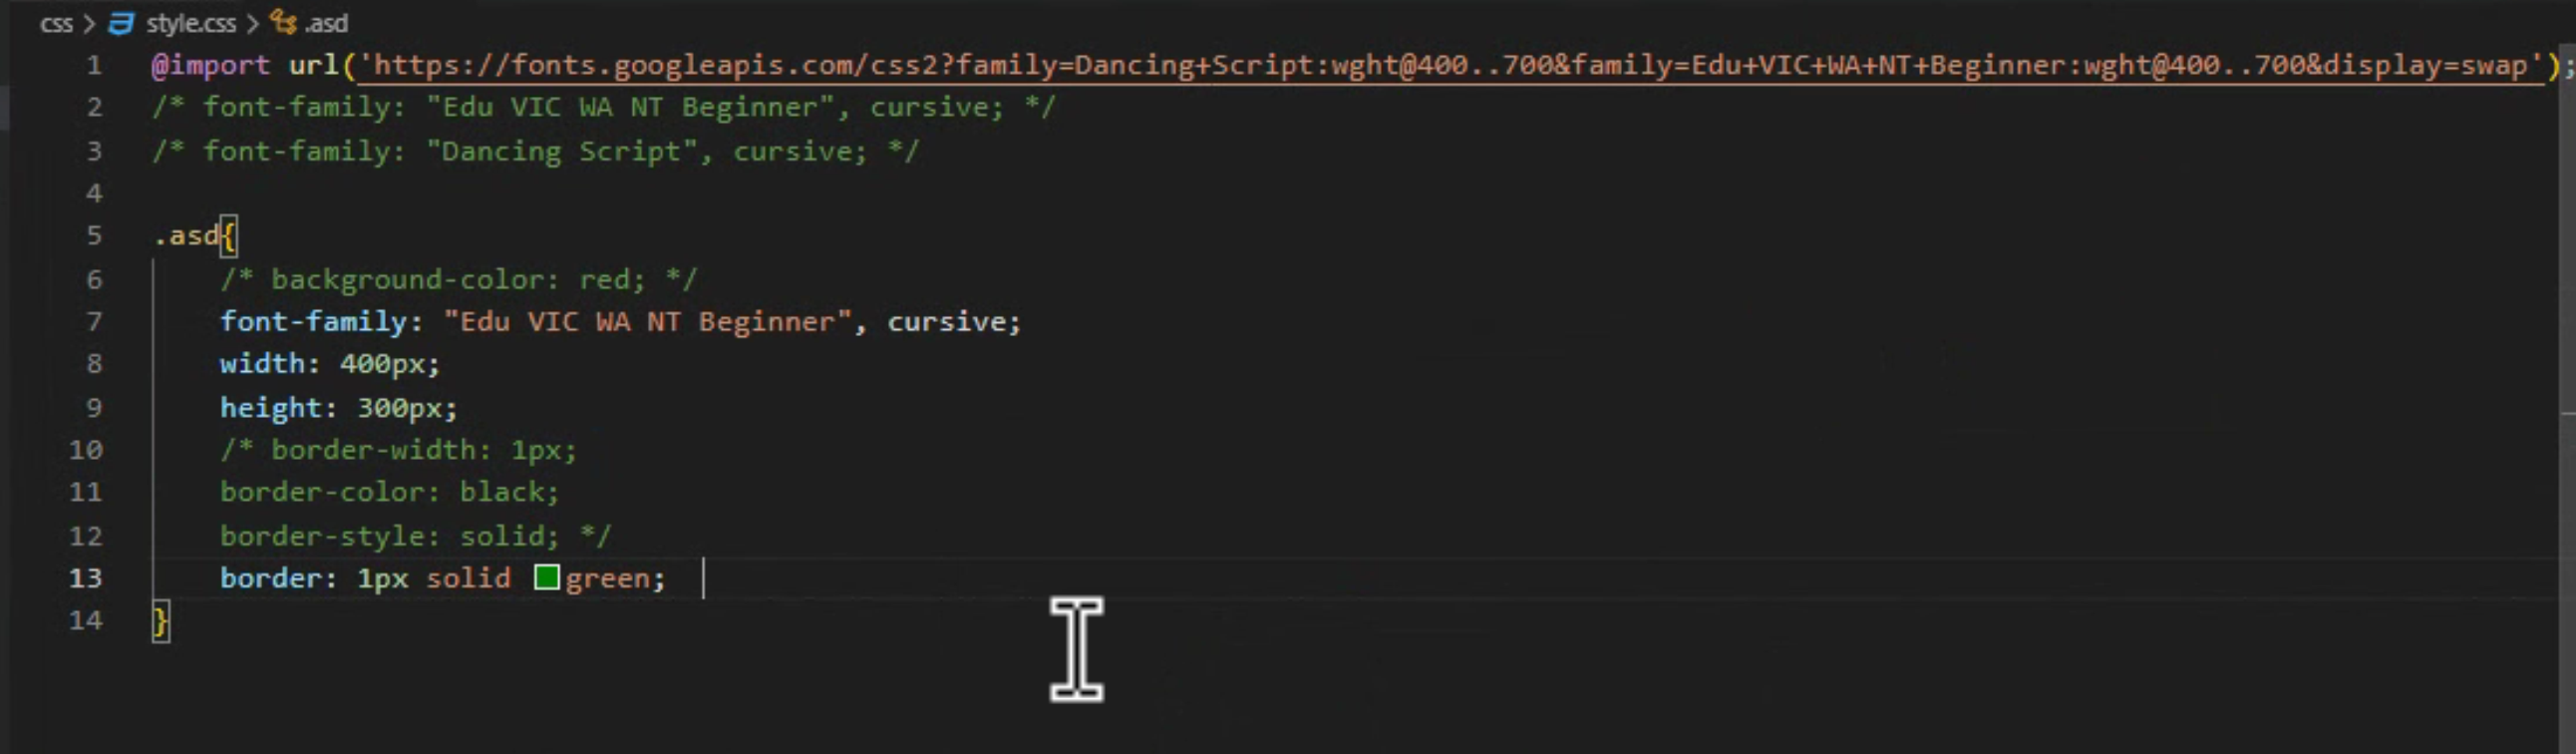 css > style.css > .asd
1 @import url('https://fonts.googleapis.com/css2?family=Dancing+Script:wght@400..700&family=Edu+VIC+WA+NT+Beginner:wght@400..700&display=swap');
2 /* font-family: "Edu VIC WA NT Beginner", cursive; */
3 /* font-family: "Dancing Script", cursive; */
4
5 .asd{
6 /* background-color: red; */
7 font-family: "Edu VIC WA NT Beginner", cursive;
8 width: 400px;
9 height: 300px;
10 /* border-width: 1px;
11 border-color: black;
12 border-style: solid; */
13 border: 1px solid green;
14 }